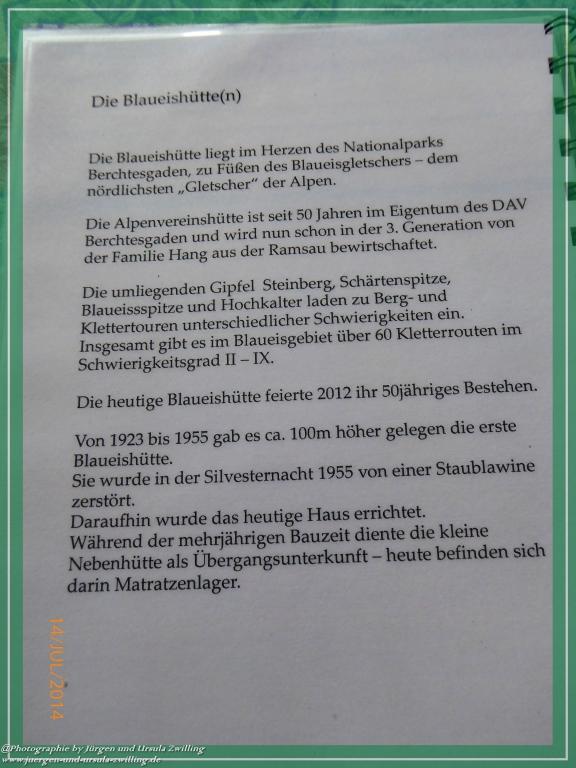 Die Blaueishütte(n)
Die Blaueishütte liegt im Herzen des Nationalparks
Berchtesgaden, zu Füßen des Blaueisgletschers – dem
nördlichsten „Gletscher“ der Alpen.
Die Alpenvereinshütte ist seit 50 Jahren im Eigentum des DAV
Berchtesgaden und wird nun schon in der 3. Generation von
der Familie Hang aus der Ramsau bewirtschaftet.
Die umliegenden Gipfel Steinberg, Schärtenspitze,
Blaueissspitze und Hochkalter laden zu Berg- und
Klettertouren unterschiedlicher Schwierigkeiten ein.
Insgesamt gibt es im Blaueisgebiet über 60 Kletterrouten im
Schwierigkeitsgrad II – IX.
Die heutige Blaueishütte feierte 2012 ihr 50jähriges Bestehen.
Von 1923 bis 1955 gab es ca. 100m höher gelegen die erste
Blaueishütte.
Sie wurde in der Silvesternacht 1955 von einer Staublawine
zerstört.
Daraufhin wurde das heutige Haus errichtet.
Während der mehrjährigen Bauzeit diente die kleine
Nebenhütte als Übergangsunterkunft – heute befinden sich
darin Matratzenlager.
14/JUL/2014
@Photographie by Jürgen und Ursula Zwilling
www.juergen-und-ursula-zwilling.de